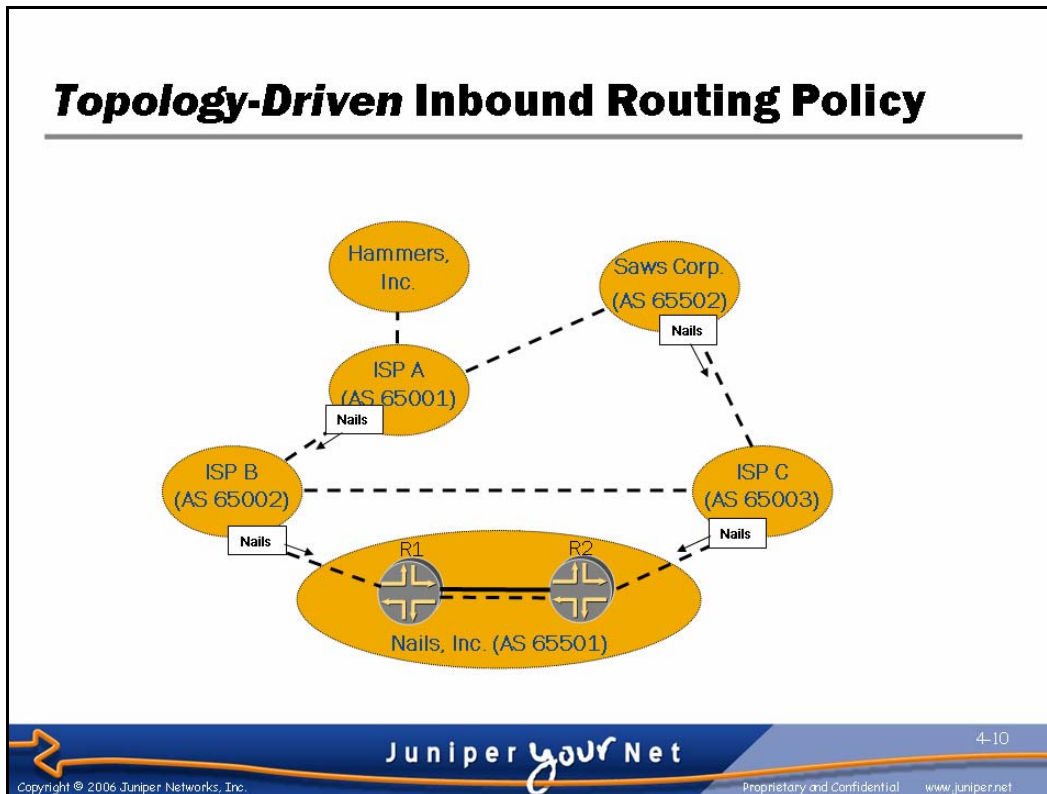 Topology-Driven Inbound Routing Policy
Hammers,
Inc.
Saws Corp.
(AS 65502)
Nails
ISP A
(AS 65001)
Nails
ISP B
(AS 65002)
ISP C
(AS 65003)
Nails
Nails
R1
R2
Nails, Inc. (AS 65501)
4-10
Juniper your Net
Copyright © 2006 Juniper Networks, Inc.
Proprietary and Confidential www.juniper.net